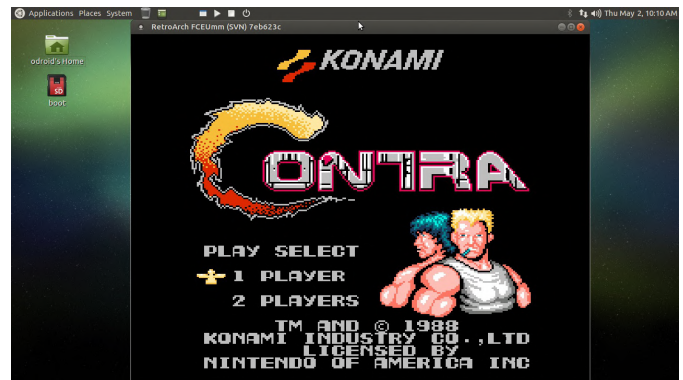 Applications Places System
Thu May 2, 10:10 AM
RetroArch FCEUmm (SVN) 7eb623c
odroid's Home
SD
boot
KONAMI
CONTRA
PLAY SELECT
1 PLAYER
2 PLAYERS
TM AND © 1988
KONAMI INDUSTRY CO.,LTD
LICENSED BY
NINTENDO OF AMERICA INC